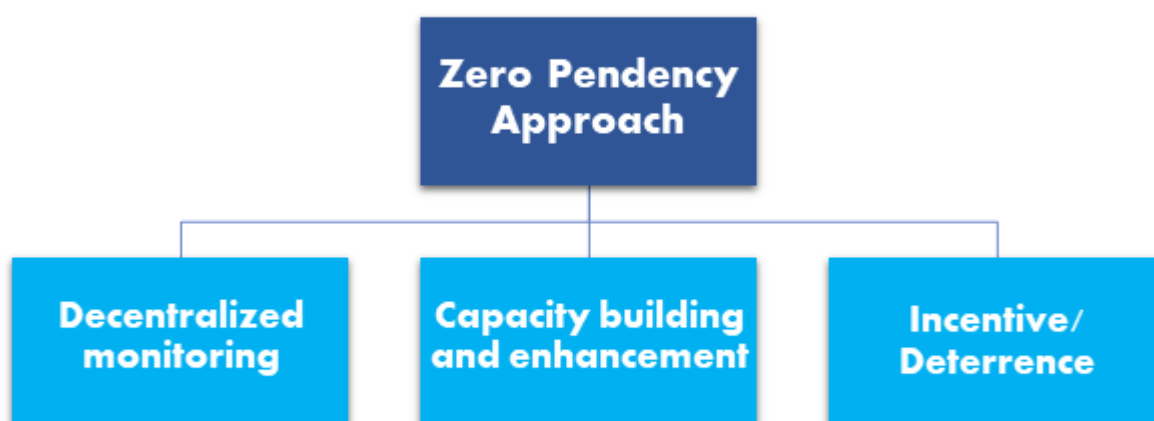 Zero Pendency
Approach
Decentralized
monitoring
Capacity building
and enhancement
Incentive/
Deterrence